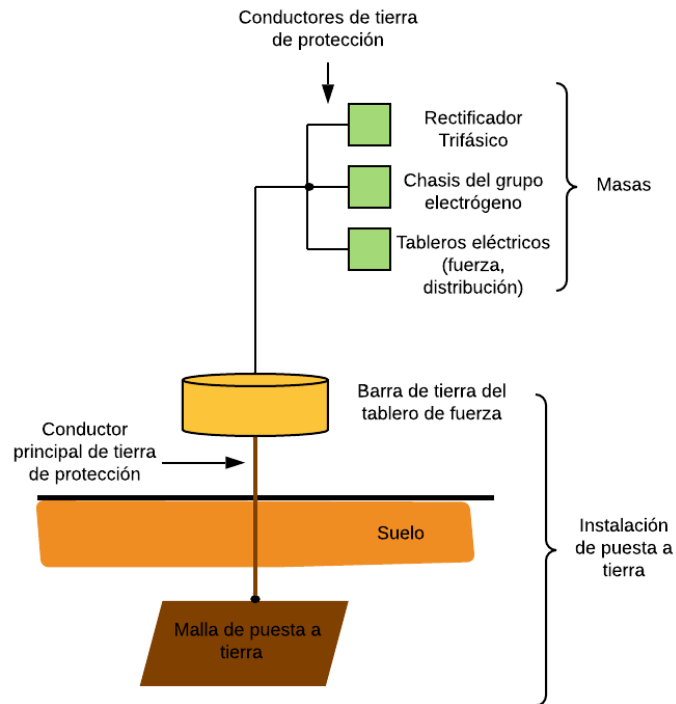 Conductores de tierra
de protección
Rectificador
Trifásico
Chasis del grupo
electrógeno
Masas
Tableros eléctricos
(fuerza,
distribución)
Barra de tierra del
tablero de fuerza
Conductor
principal de tierra
de protección
Suelo
Instalación
de puesta a
tierra
Malla de puesta a
tierra